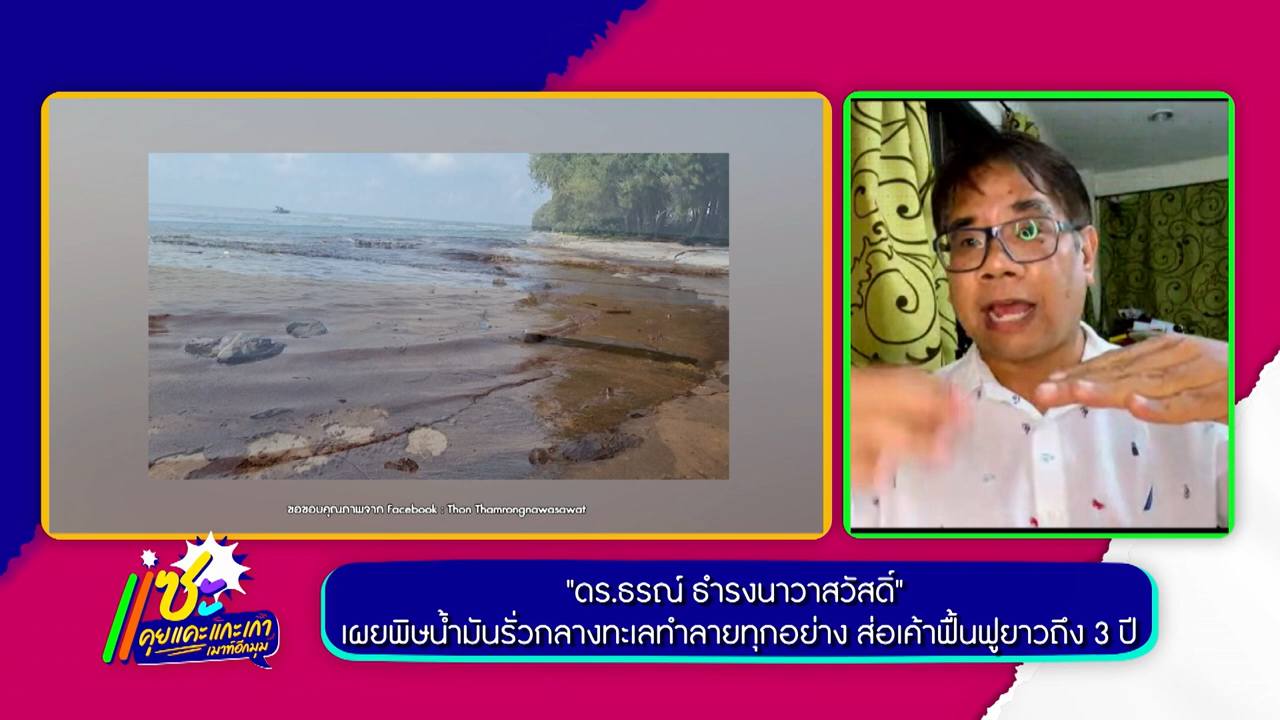 ขอขอบคุณภาพจาก Facebook : Thon Thamrongnawasawat
แซะ
คุยแคะแกะเกา
เมาท์อีกมุม
"ดร.ธรณ์ ธำรงนาวาสวัสดิ์"
เผยพิษน้ำมันรั่วกลางทะเลทำลายทุกอย่าง ส่อเค้าฟื้นฟูยาวถึง 3 ปี